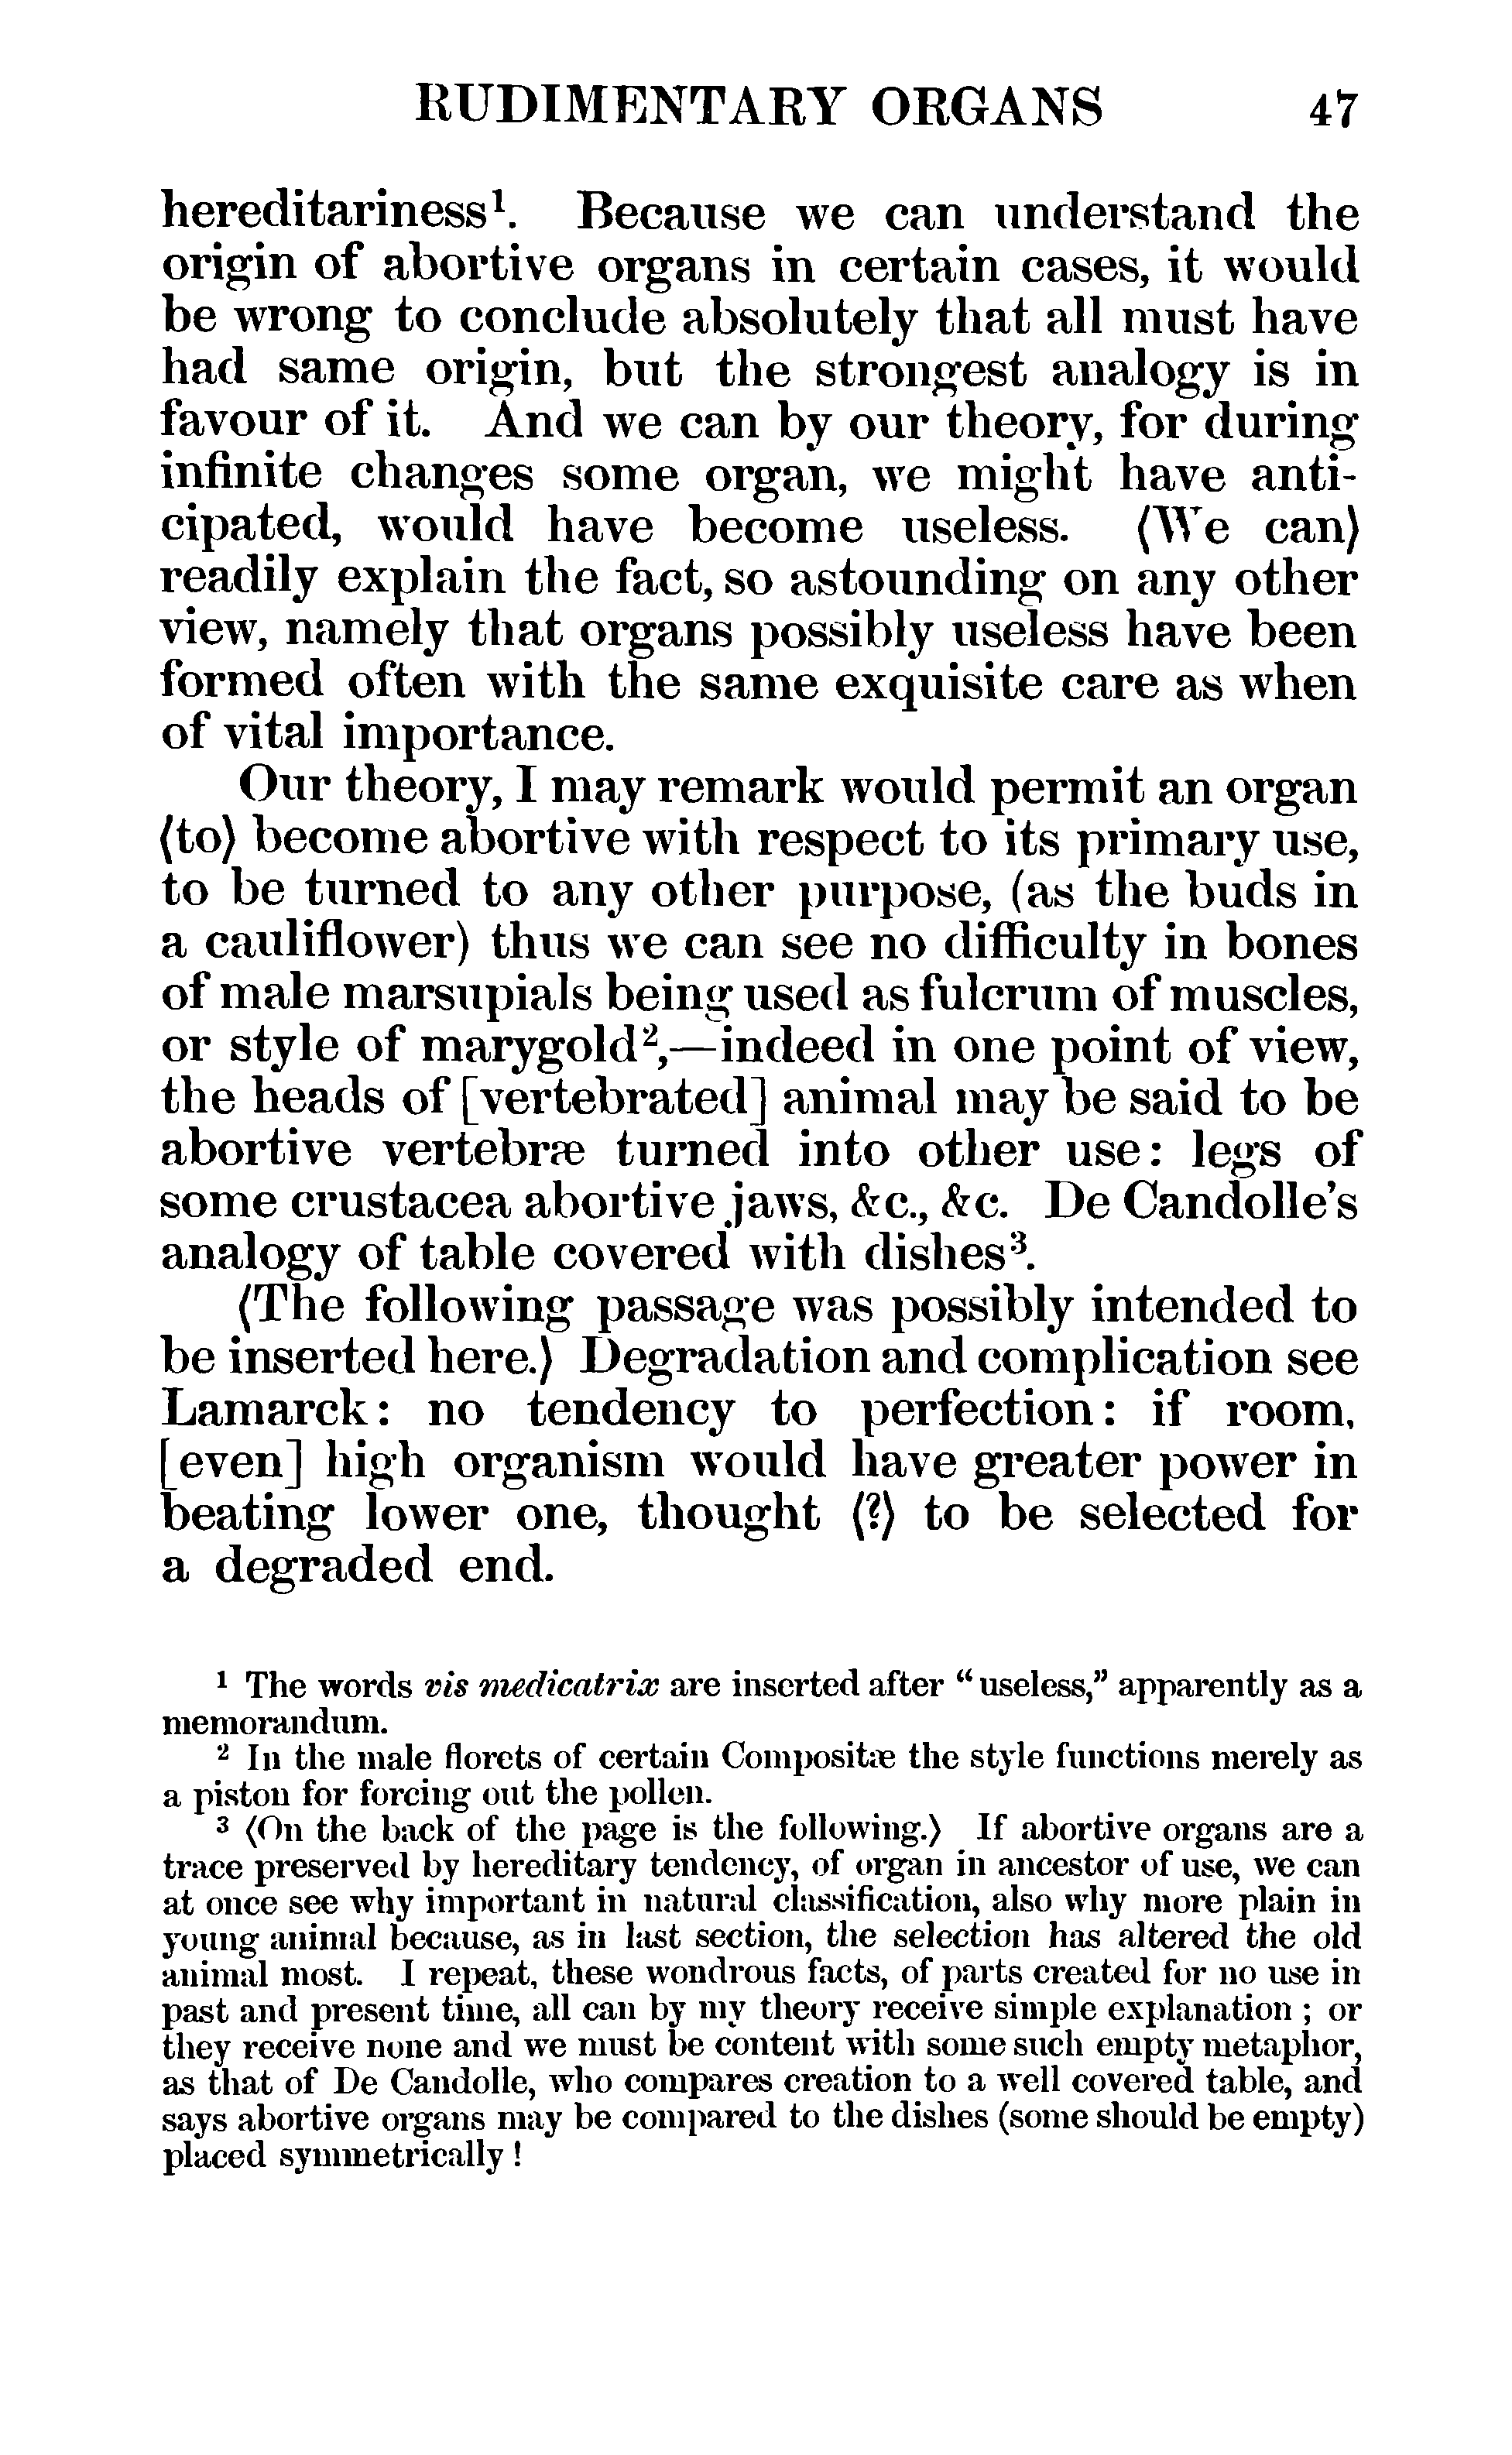 RUDIMENTARY ORGANS 47
hereditariness¹. Because we can understand the
origin of abortive organs in certain cases, it would
be wrong to conclude absolutely that all must have
had same origin, but the strongest analogy is in
favour of it. And we can by our theory, for during
infinite changes some organ, we might have anti-
cipated, would have become useless. ⟨We can⟩
readily explain the fact, so astounding on any other
view, namely that organs possibly useless have been
formed often with the same exquisite care as when
of vital importance.
Our theory, I may remark would permit an organ
⟨to⟩ become abortive with respect to its primary use,
to be turned to any other purpose, (as the buds in
a cauliflower) thus we can see no difficulty in bones
of male marsupials being used as fulcrum of muscles,
or style of marygold²,—indeed in one point of view,
the heads of [vertebrated] animal may be said to be
abortive vertebræ turned into other use: legs of
some crustacea abortive jaws, &c., &c. De Candolle's
analogy of table covered with dishes³.
⟨The following passage was possibly intended to
be inserted here.⟩ Degradation and complication see
Lamarck: no tendency to perfection: if room,
[even] high organism would have greater power in
beating lower one, thought ⟨?⟩ to be selected for
a degraded end.
¹ The words vis medicatrix are inserted after "useless," apparently as a
memorandum.
² In the male florets of certain Compositæ the style functions merely as
a piston for forcing out the pollen.
³ ⟨On the back of the page is the following.⟩ If abortive organs are a
trace preserved by hereditary tendency, of organ in ancestor of use, we can
at once see why important in natural classification, also why more plain in
young animal because, as in last section, the selection has altered the old
animal most. I repeat, these wondrous facts, of parts created for no use in
past and present time, all can by my theory receive simple explanation ; or
they receive none and we must be content with some such empty metaphor,
as that of De Candolle, who compares creation to a well covered table, and
says abortive organs may be compared to the dishes (some should be empty)
placed symmetrically !